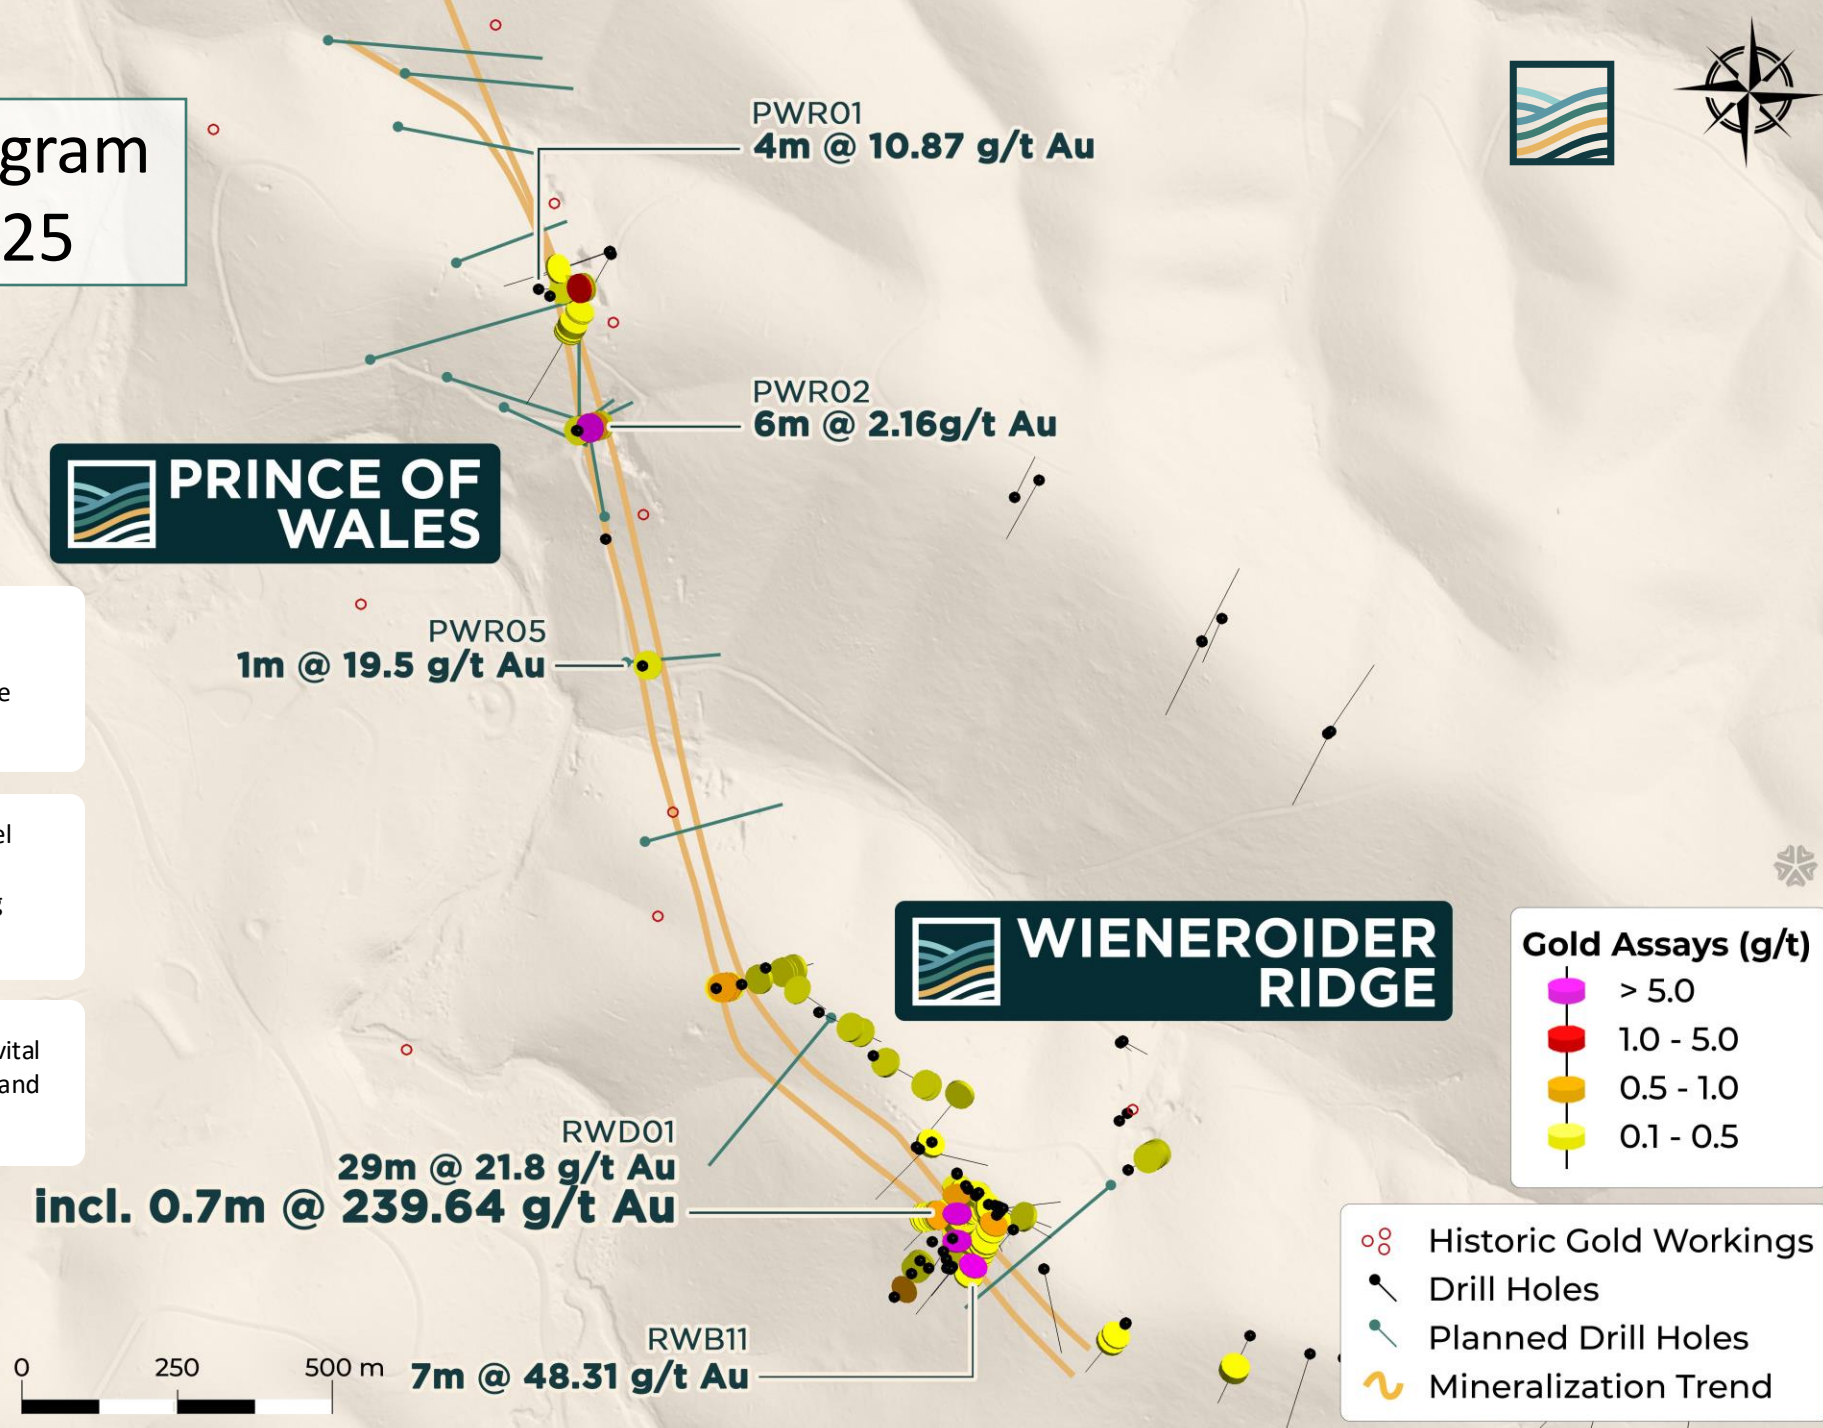 gram
25
PWR01
4m @ 10.87 g/t Au
PWR02
6m @ 2.16g/t Au
PRINCE OF
WALES
PWR05
1m @ 19.5 g/t Au
e
el
g
vital
and
WIENEROIDER
RIDGE
RWD01
29m @ 21.8 g/t Au
incl. 0.7m @ 239.64 g/t Au
RWB11
7m @ 48.31 g/t Au
0 250 500 m
Gold Assays (g/t)
> 5.0
1.0 - 5.0
0.5 - 1.0
0.1 - 0.5
Historic Gold Workings
Drill Holes
Planned Drill Holes
Mineralization Trend